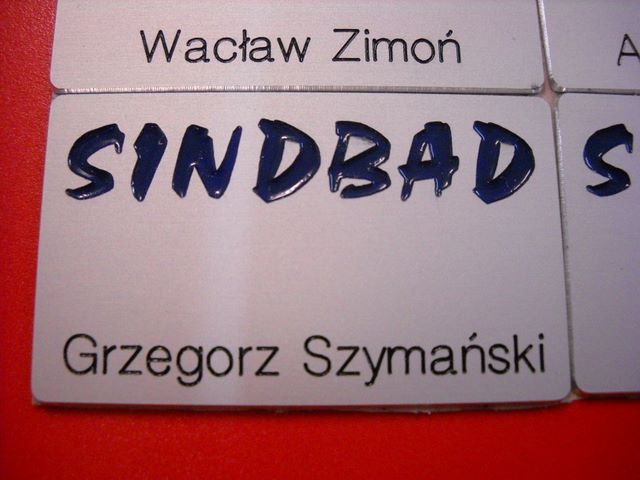 Wacław Zimoń
A
SINDBAD S
Grzegorz Szymański